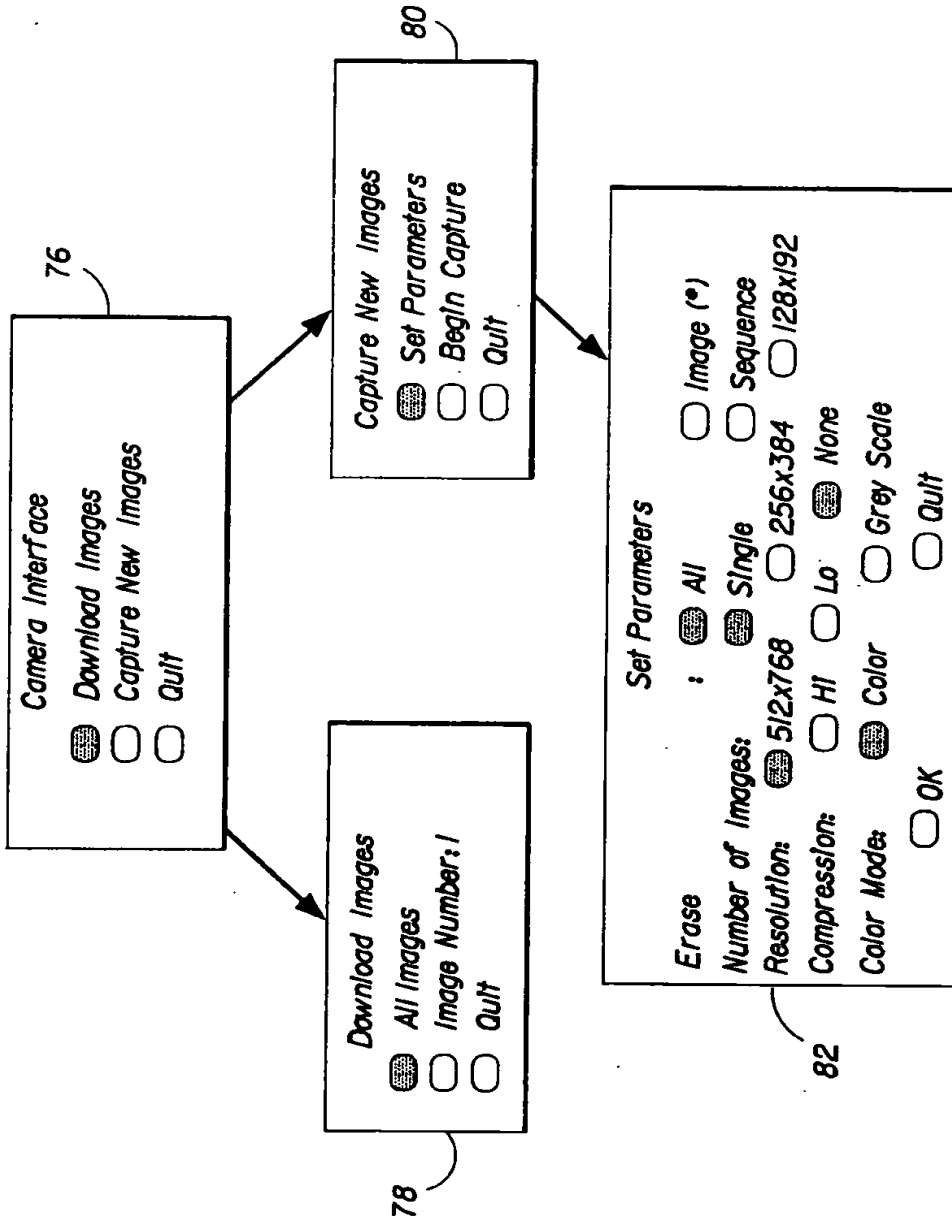 76
Camera Interface
Download Images
Capture New Images
Quit
78
Download Images
All Images
Image Number: 1
Quit
80
Capture New Images
Set Parameters
Begin Capture
Quit
82
Set Parameters
Erase : All Image (*)
Number of Images: Single Sequence
Resolution: 512x768 256x384 128x192
Compression: Hi Lo None
Color Mode: Color Grey Scale
OK Quit